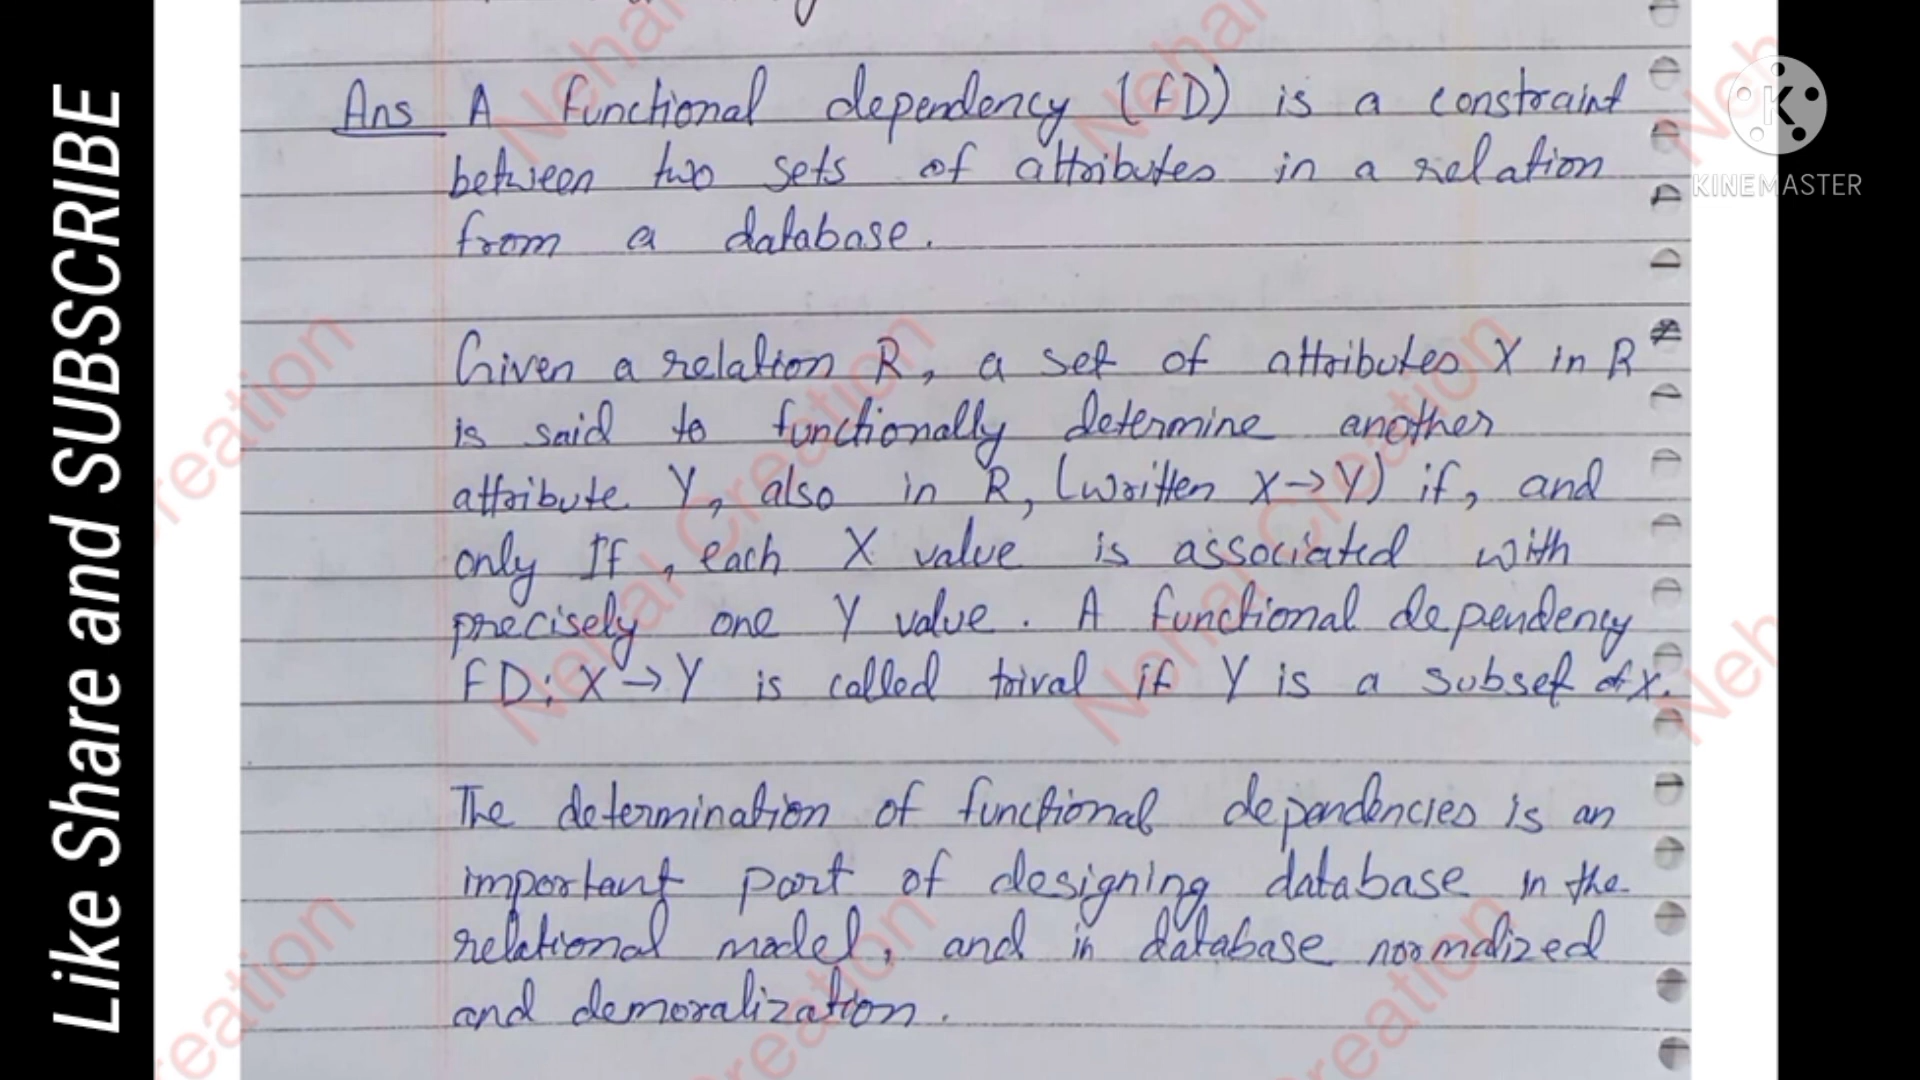 Like Share and SUBSCRIBE
Ans A functional dependency (FD) is a constraint
between two sets of attributes in a relation
from a database.
Given a relation R, a set of attributes X in R
is said to functionally determine another
attribute Y, also in R, (written X→Y) if, and
only If, each X value is associated with
precisely one Y value. A functional dependency
FD: X→Y is called trival if Y is a subset of X.
The determination of functional dependencies is an
important part of designing database in the
relational model, and in database normalized
and demoralization.
K
KINEMASTER
Nehal Creation